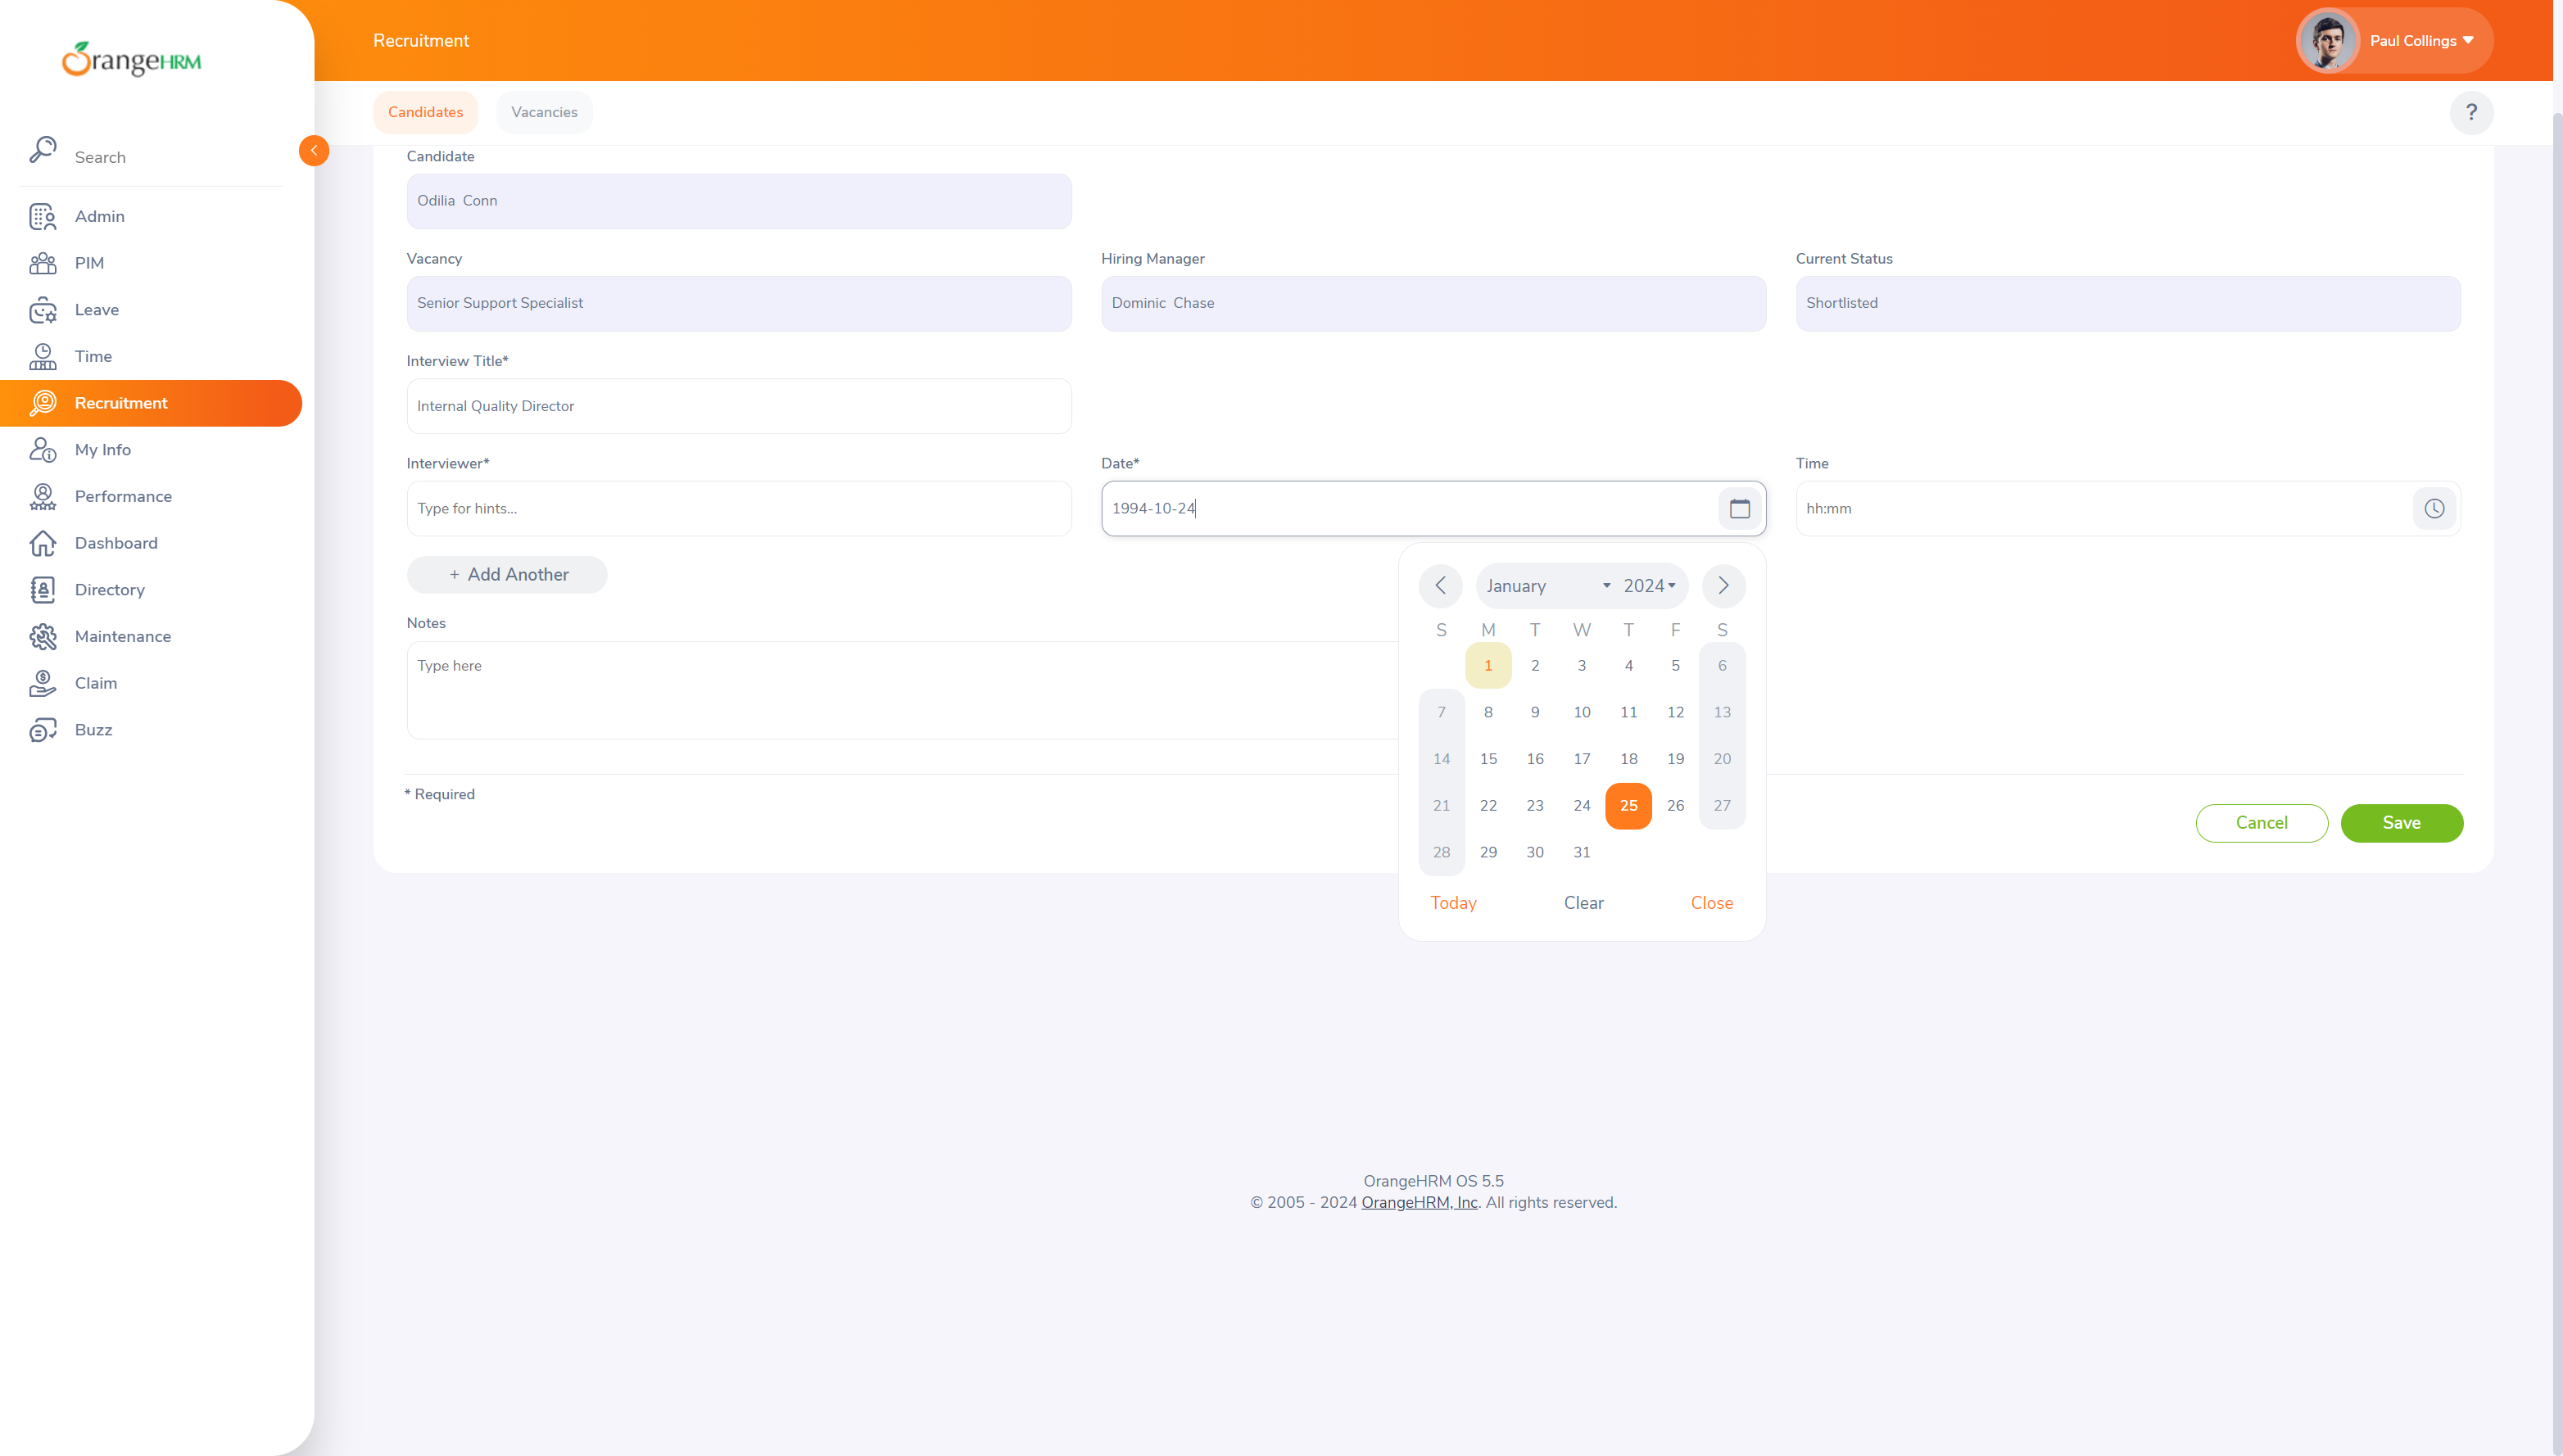 OrangeHRM
Search
Admin
PIM
Leave
Time
Recruitment
My Info
Performance
Dashboard
Directory
Maintenance
Claim
Buzz
Recruitment
Paul Collings
Candidates
Vacancies
?
Candidate
Odilia  Conn
Vacancy
Senior Support Specialist
Hiring Manager
Dominic  Chase
Current Status
Shortlisted
Interview Title*
Internal Quality Director
Interviewer*
Type for hints...
Date*
1994-10-24
Time
hh:mm
+ Add Another
January 2024
S M T W T F S
1 2 3 4 5 6
7 8 9 10 11 12 13
14 15 16 17 18 19 20
21 22 23 24 25 26 27
28 29 30 31
Today Clear Close
Notes
Type here
* Required
Cancel
Save
OrangeHRM OS 5.5
© 2005 - 2024 OrangeHRM, Inc. All rights reserved.